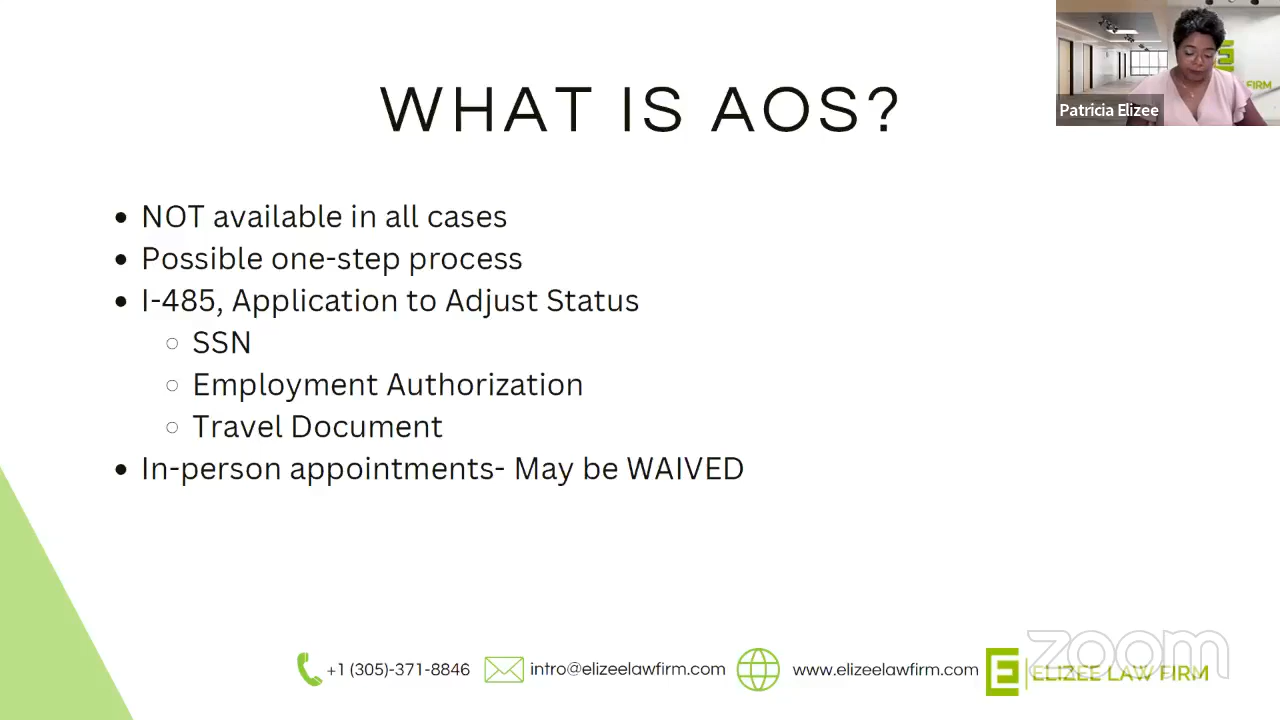 WHAT IS AOS?
FIRM
Patricia Elizee
• NOT available in all cases
• Possible one-step process
• I-485, Application to Adjust Status
○ SSN
○ Employment Authorization
○ Travel Document
• In-person appointments- May be WAIVED
+1 (305)-371-8846
intro@elizeelawfirm.com
www.elizeelawfirm.com
ELIZEE LAW FIRM
zoom